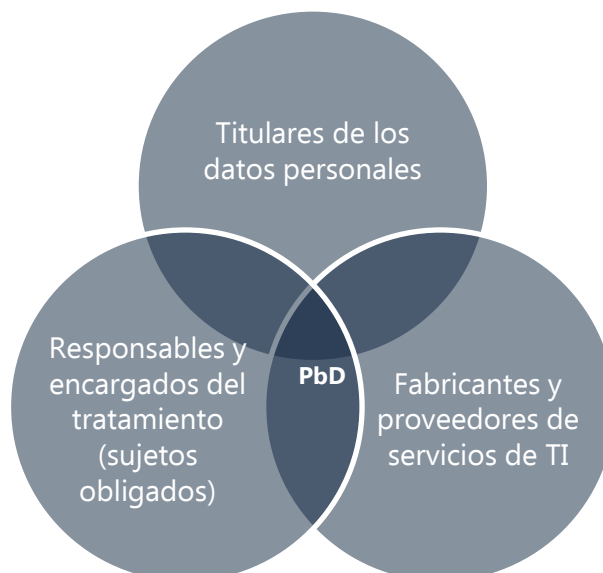 Titulares de los
datos personales
Responsables y
encargados del
tratamiento
(sujetos
obligados)
PbD
Fabricantes y
proveedores de
servicios de TI